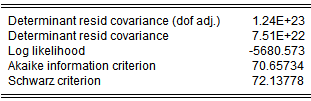 Determinant resid covariance (dof adj.) 1.24E+23
Determinant resid covariance 7.51E+22
Log likelihood -5680.573
Akaike information criterion 70.65734
Schwarz criterion 72.13778